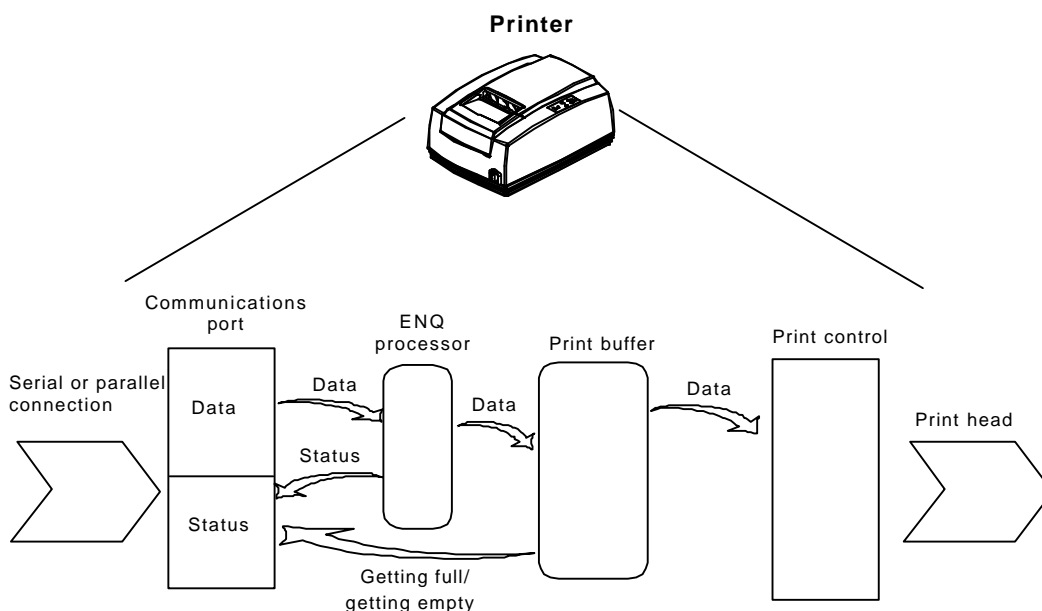 Printer
Communications
port
ENQ
processor
Print buffer
Print control
Serial or parallel
connection
Data
Data
Data
Data
Print head
Status
Status
Getting full/
getting empty